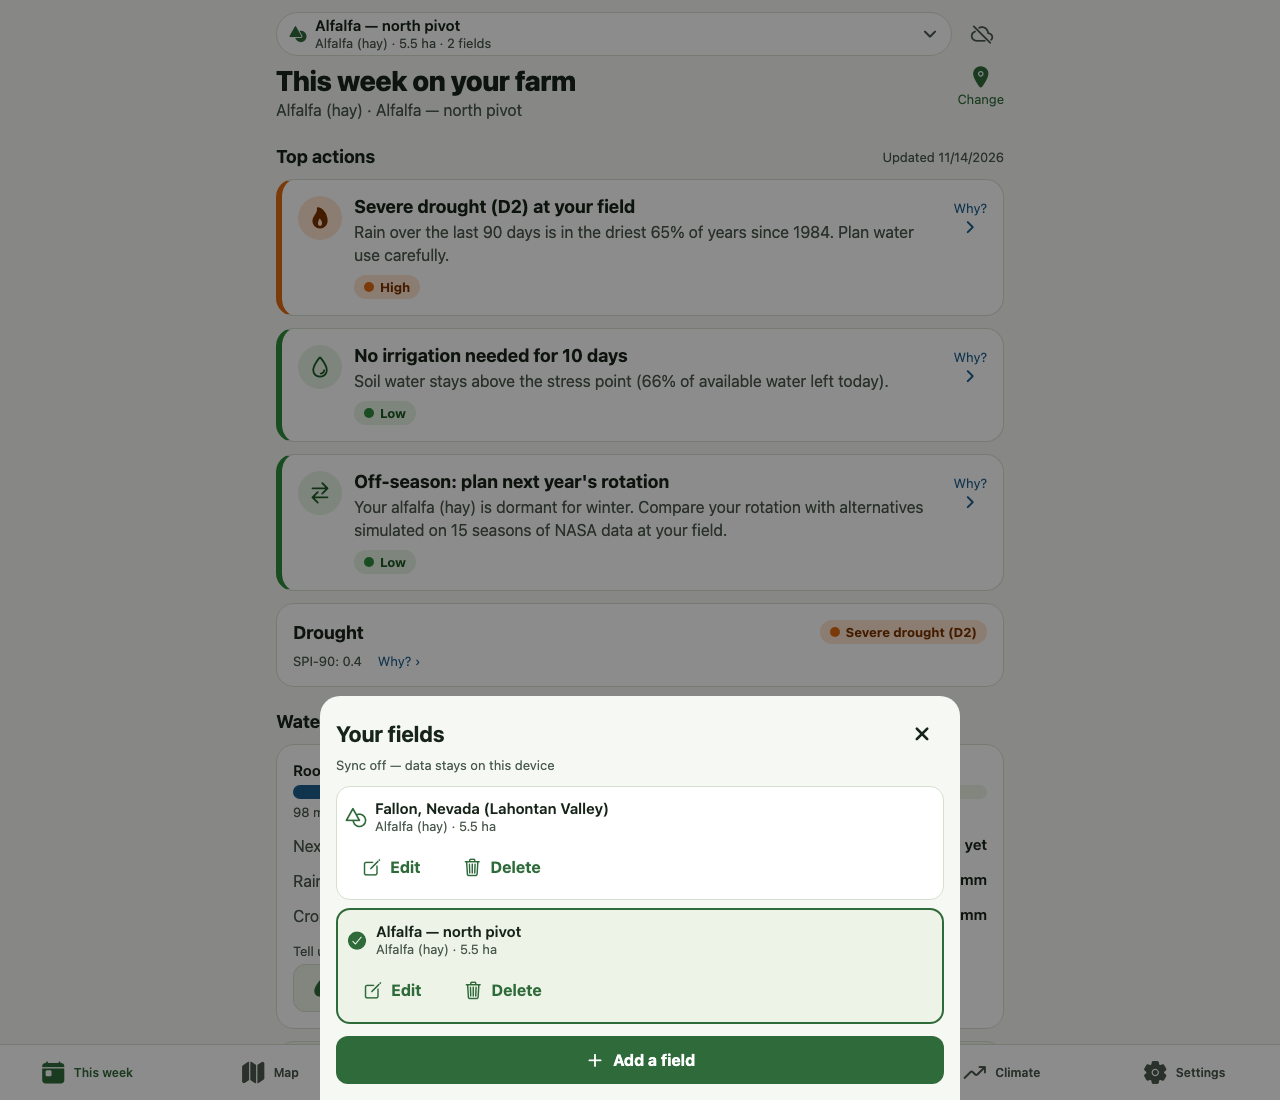 Alfalfa — north pivot
Alfalfa (hay) · 5.5 ha · 2 fields
This week on your farm
Alfalfa (hay) · Alfalfa — north pivot
Change
Top actions
Updated 11/14/2026
Severe drought (D2) at your field
Why?
Rain over the last 90 days is in the driest 65% of years since 1984. Plan water
use carefully.
High
No irrigation needed for 10 days
Why?
Soil water stays above the stress point (66% of available water left today).
Low
Off-season: plan next year's rotation
Why?
Your alfalfa (hay) is dormant for winter. Compare your rotation with alternatives
simulated on 15 seasons of NASA data at your field.
Low
Drought
Severe drought (D2)
SPI-90: 0.4 Why? ›
Wate
Roo
98 m
Nex
yet
Rair
mm
Cro
mm
Tell u
Your fields
Sync off — data stays on this device
Fallon, Nevada (Lahontan Valley)
Alfalfa (hay) · 5.5 ha
Edit Delete
Alfalfa — north pivot
Alfalfa (hay) · 5.5 ha
Edit Delete
Add a field
This week
Map
Climate
Settings